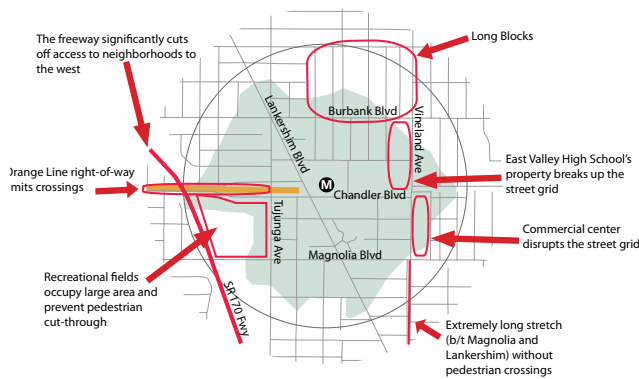 The freeway significantly cuts
off access to neighborhoods to
the west
Long Blocks
Lankershim Blvd
Burbank Blvd
Vineland Ave
East Valley High School's
property breaks up the
street grid
Orange Line right-of-way
mits crossings
M
Chandler Blvd
Tujunga Ave
Commercial center
disrupts the street grid
Magnolia Blvd
Recreational fields
occupy large area and
prevent pedestrian
cut-through
SR170 Fwy
Extremely long stretch
(b/t Magnolia and
Lankershim) without
pedestrian crossings